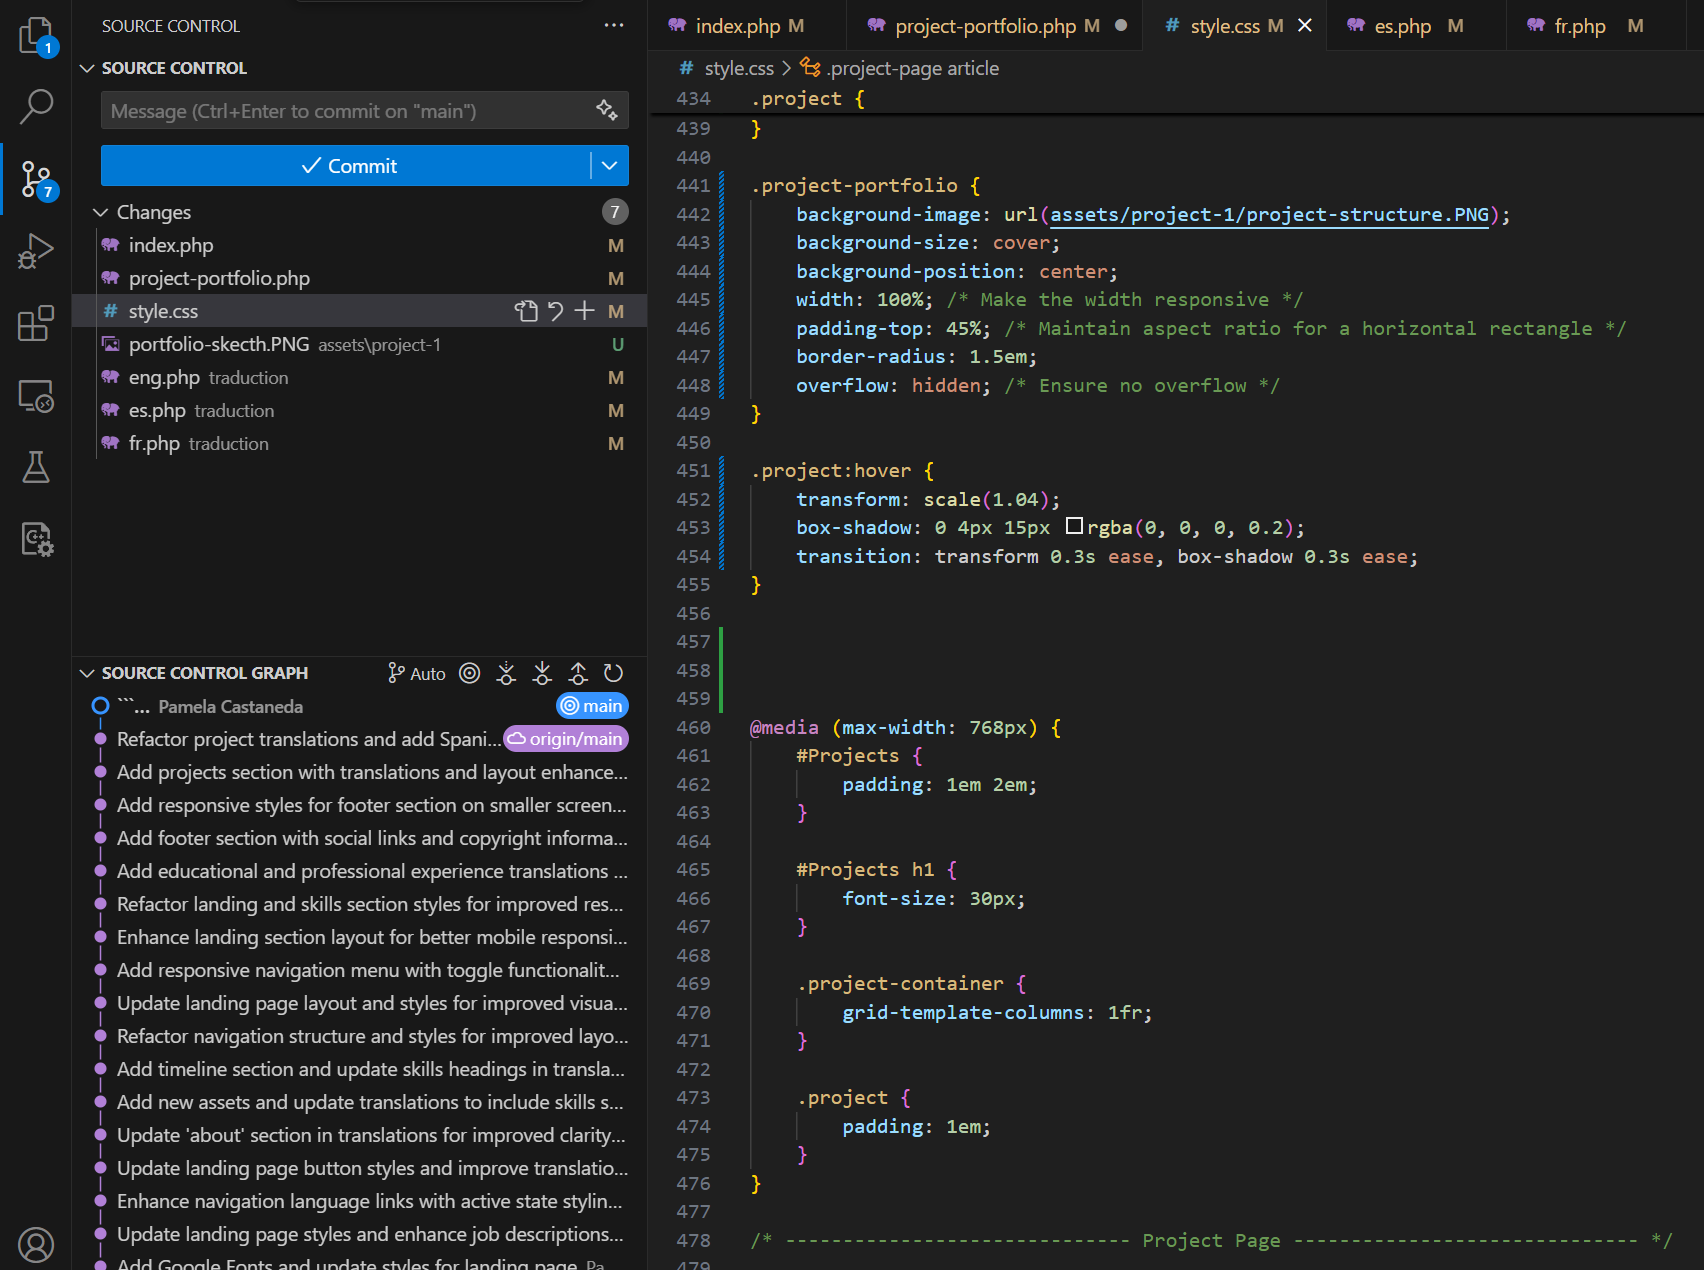 1
7
SOURCE CONTROL ...
SOURCE CONTROL
Message (Ctrl+Enter to commit on "main")
Commit
Changes 7
index.php M
project-portfolio.php M
style.css M
portfolio-skecth.PNG assets\project-1 U
eng.php traduction M
es.php traduction M
fr.php traduction M
SOURCE CONTROL GRAPH Auto
```... Pamela Castaneda main
Refactor project translations and add Spani... origin/main
Add projects section with translations and layout enhance...
Add responsive styles for footer section on smaller screen...
Add footer section with social links and copyright informa...
Add educational and professional experience translations ...
Refactor landing and skills section styles for improved res...
Enhance landing section layout for better mobile responsi...
Add responsive navigation menu with toggle functionalit...
Update landing page layout and styles for improved visua...
Refactor navigation structure and styles for improved layo...
Add timeline section and update skills headings in transla...
Add new assets and update translations to include skills s...
Update 'about' section in translations for improved clarity...
Update landing page button styles and improve translatio...
Enhance navigation language links with active state stylin...
Update landing page styles and enhance job descriptions...
Add Google Fonts and update styles for landing page Pa...
index.php M project-portfolio.php M style.css M es.php M fr.php M
# style.css > .project-page article
434 .project {
439 }
440
441 .project-portfolio {
442 background-image: url(assets/project-1/project-structure.PNG);
443 background-size: cover;
444 background-position: center;
445 width: 100%; /* Make the width responsive */
446 padding-top: 45%; /* Maintain aspect ratio for a horizontal rectangle */
447 border-radius: 1.5em;
448 overflow: hidden; /* Ensure no overflow */
449 }
450
451 .project:hover {
452 transform: scale(1.04);
453 box-shadow: 0 4px 15px rgba(0, 0, 0, 0.2);
454 transition: transform 0.3s ease, box-shadow 0.3s ease;
455 }
456
457
458
459
460 @media (max-width: 768px) {
461 #Projects {
462 padding: 1em 2em;
463 }
464
465 #Projects h1 {
466 font-size: 30px;
467 }
468
469 .project-container {
470 grid-template-columns: 1fr;
471 }
472
473 .project {
474 padding: 1em;
475 }
476 }
477
478 /* ------------------------------ Project Page ------------------------------ */
479